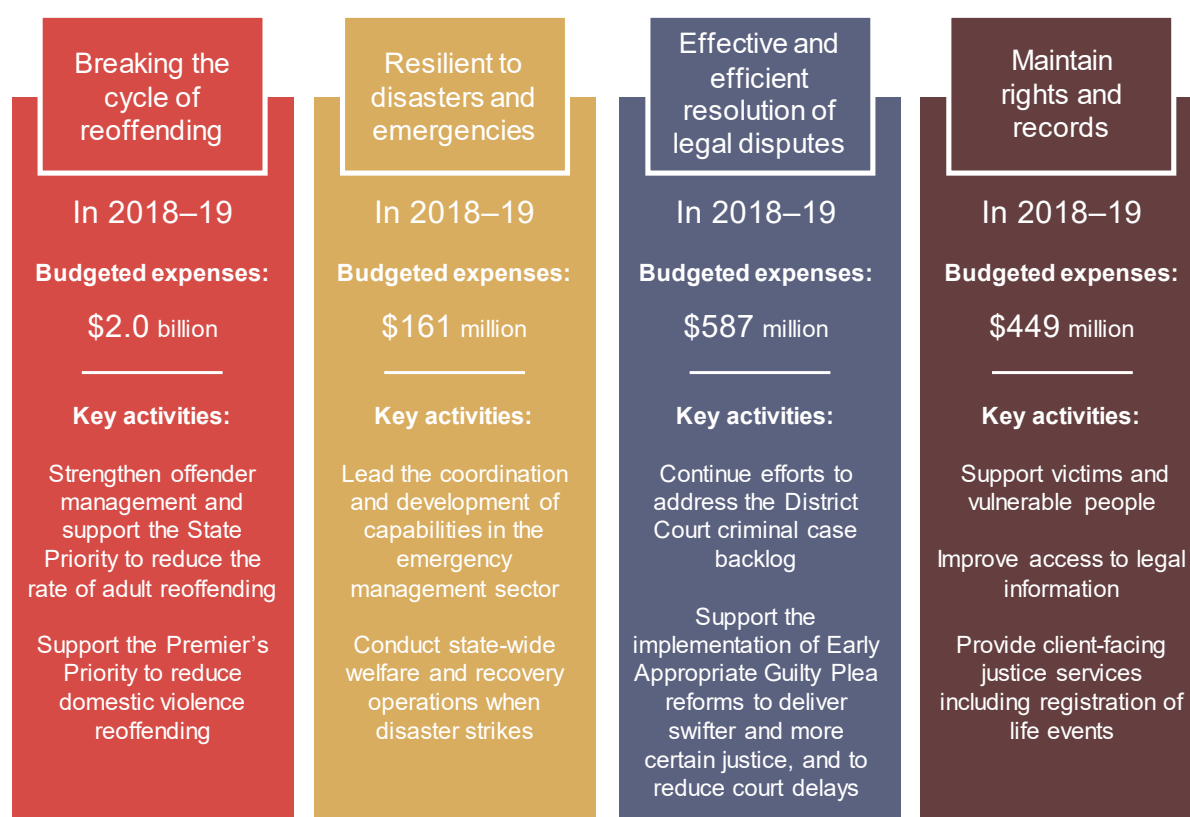 Breaking the
cycle of
reoffending
In 2018–19
Budgeted expenses:
$2.0 billion
Key activities:
Strengthen offender
management and
support the State
Priority to reduce the
rate of adult reoffending
Support the Premier's
Priority to reduce
domestic violence
reoffending
Resilient to
disasters and
emergencies
In 2018–19
Budgeted expenses:
$161 million
Key activities:
Lead the coordination
and development of
capabilities in the
emergency
management sector
Conduct state-wide
welfare and recovery
operations when
disaster strikes
Effective and
efficient
resolution of
legal disputes
In 2018–19
Budgeted expenses:
$587 million
Key activities:
Continue efforts to
address the District
Court criminal case
backlog
Support the
implementation of Early
Appropriate Guilty Plea
reforms to deliver
swifter and more
certain justice, and to
reduce court delays
Maintain
rights and
records
In 2018–19
Budgeted expenses:
$449 million
Key activities:
Support victims and
vulnerable people
Improve access to legal
information
Provide client-facing
justice services
including registration of
life events